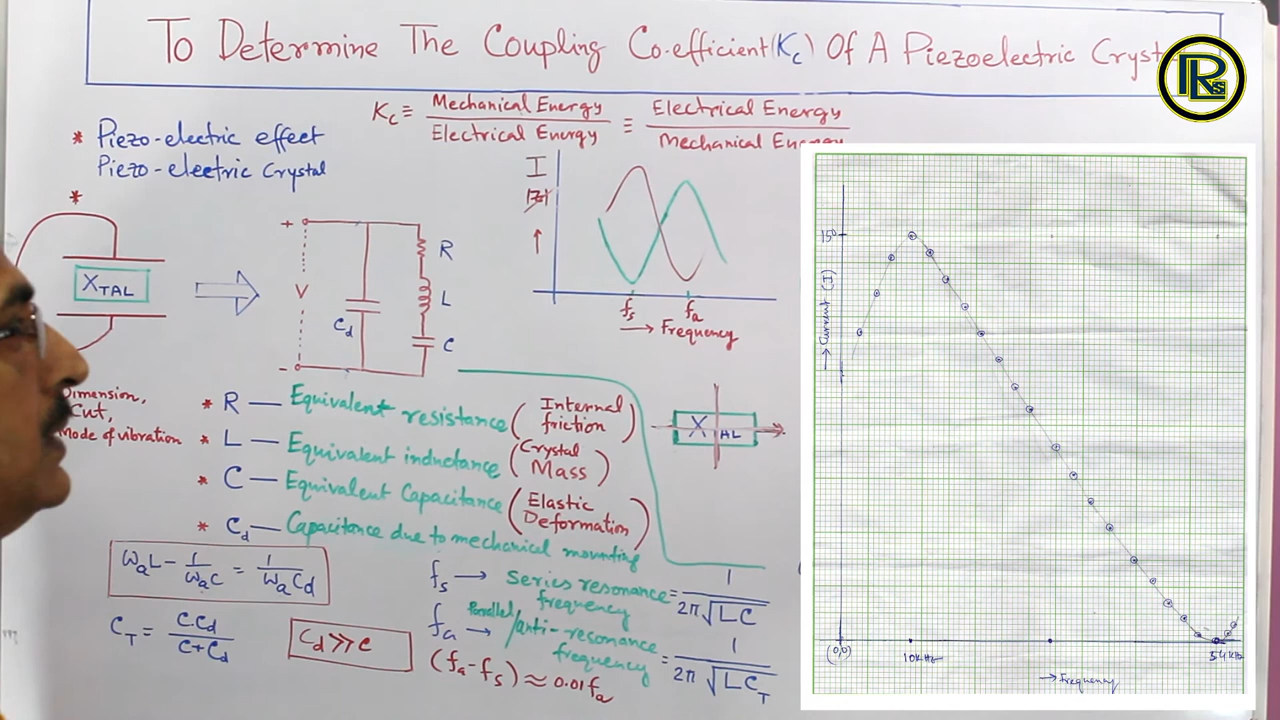 To Determine The Coupling Co-efficient (Kc) Of A Piezoelectric Cryst
RLS
Kc ≡ Mechanical Energy / Electrical Energy ≡ Electrical Energy / Mechanical Energy
* Piezo-electric effect
Piezo-electric Crystal
*
XTAL
+
V
-
Cd
R
L
C
I
fs
fa
→ Frequency
Dimension,
Cut,
Mode of vibration
* R — Equivalent resistance (Internal friction)
* L — Equivalent inductance (Crystal Mass)
* C — Equivalent Capacitance (Elastic Deformation)
* Cd — Capacitance due to mechanical mounting
XTAL
ωaL - 1/ωaC = 1/ωaCd
CT = C.Cd / C+Cd
Cd >> C
fs → Series resonance frequency = 1 / 2π√LC
fa → Parallel/anti-resonance frequency = 1 / 2π√LCT
(fa-fs) ≈ 0.01fa
150
→ Current (I)
(0,0)
10kHz
54kHz
→ Frequency